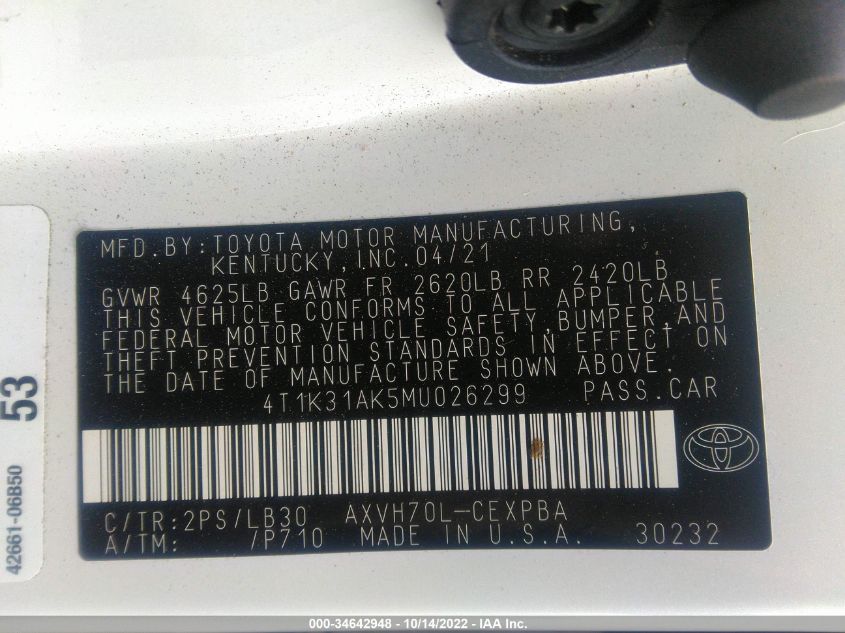 MFD.BY:TOYOTA MOTOR MANUFACTURING,
KENTUCKY,INC.04/21
GVWR 4625LB GAWR FR 2620LB RR 2420LB
THIS VEHICLE CONFORMS TO ALL APPLICABLE
FEDERAL MOTOR VEHICLE SAFETY,BUMPER,AND
THEFT PREVENTION STANDARDS IN EFFECT ON
THE DATE OF MANUFACTURE SHOWN ABOVE.
4T1K31AK5MU026299 PASS.CAR
C/TR:2PS/LB30 AXVH70L-CEXPBA
A/TM: /P710 MADE IN U.S.A. 30232
53
42661-06B50
000-34642948 - 10/14/2022 - IAA Inc.